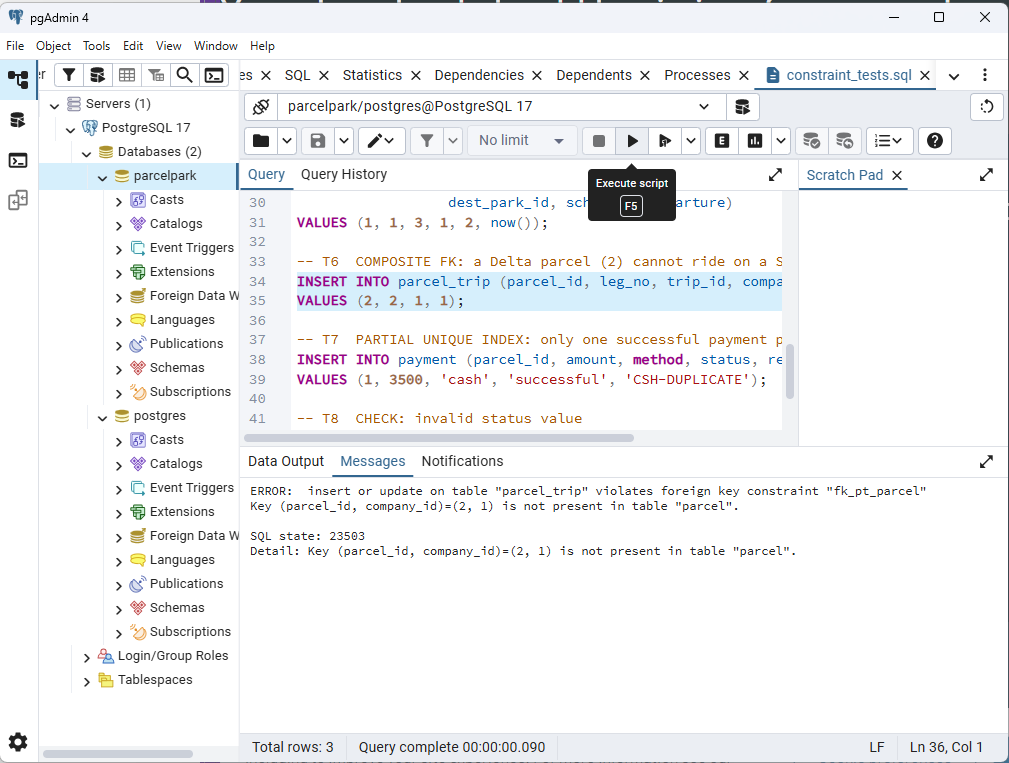 pgAdmin 4
File Object Tools Edit View Window Help
er
es SQL Statistics Dependencies Dependents Processes constraint_tests.sql
Servers (1)
PostgreSQL 17
Databases (2)
parcelpark
Casts
Catalogs
Event Triggers
Extensions
Foreign Data W
Languages
Publications
Schemas
Subscriptions
postgres
Casts
Catalogs
Event Triggers
Extensions
Foreign Data W
Languages
Publications
Schemas
Subscriptions
Login/Group Roles
Tablespaces
parcelpark/postgres@PostgreSQL 17
No limit
E
Execute script
F5
Query Query History
Scratch Pad
30 dest_park_id, sch arture)
31 VALUES (1, 1, 3, 1, 2, now());
32
33 -- T6  COMPOSITE FK: a Delta parcel (2) cannot ride on a S
34 INSERT INTO parcel_trip (parcel_id, leg_no, trip_id, compa
35 VALUES (2, 2, 1, 1);
36
37 -- T7  PARTIAL UNIQUE INDEX: only one successful payment p
38 INSERT INTO payment (parcel_id, amount, method, status, re
39 VALUES (1, 3500, 'cash', 'successful', 'CSH-DUPLICATE');
40
41 -- T8  CHECK: invalid status value
Data Output Messages Notifications
ERROR:  insert or update on table "parcel_trip" violates foreign key constraint "fk_pt_parcel"
Key (parcel_id, company_id)=(2, 1) is not present in table "parcel".
SQL state: 23503
Detail: Key (parcel_id, company_id)=(2, 1) is not present in table "parcel".
Total rows: 3 Query complete 00:00:00.090 LF Ln 36, Col 1